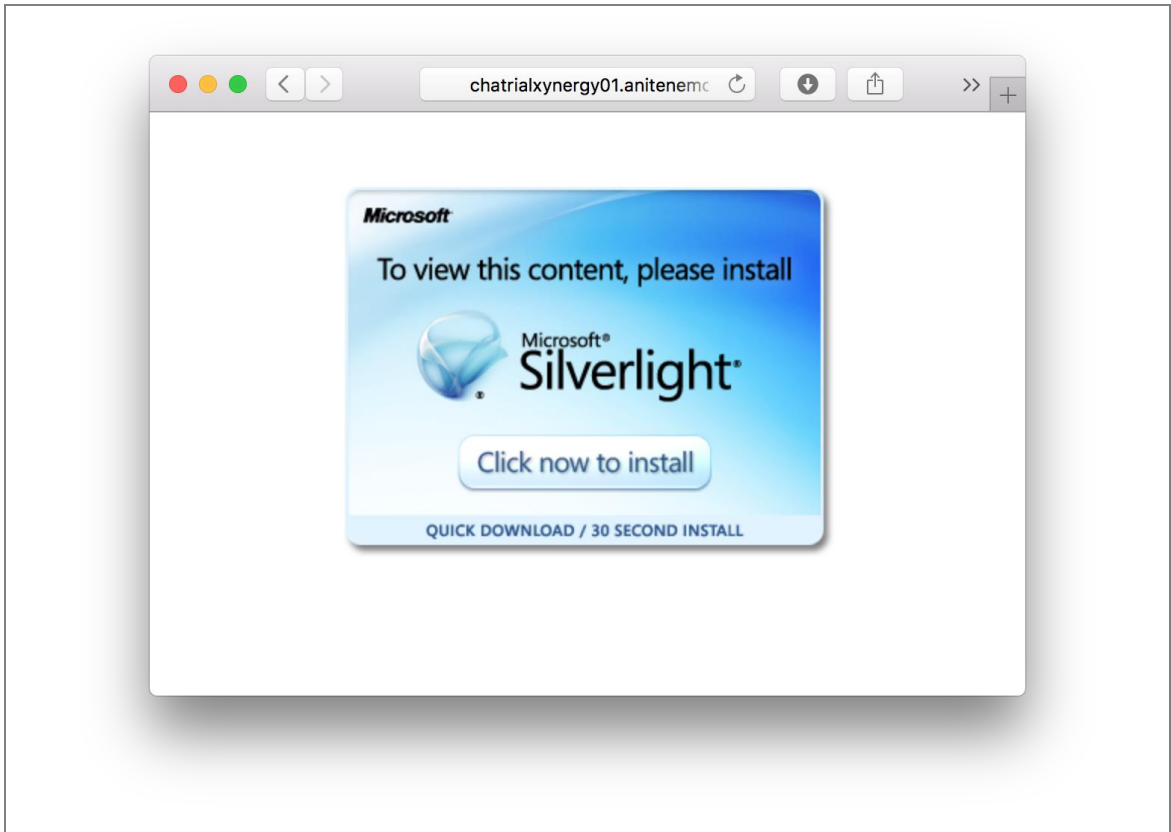 chatrialxynergy01.anitenemc
Microsoft
To view this content, please install
Microsoft®
Silverlight®
®
Click now to install
QUICK DOWNLOAD / 30 SECOND INSTALL